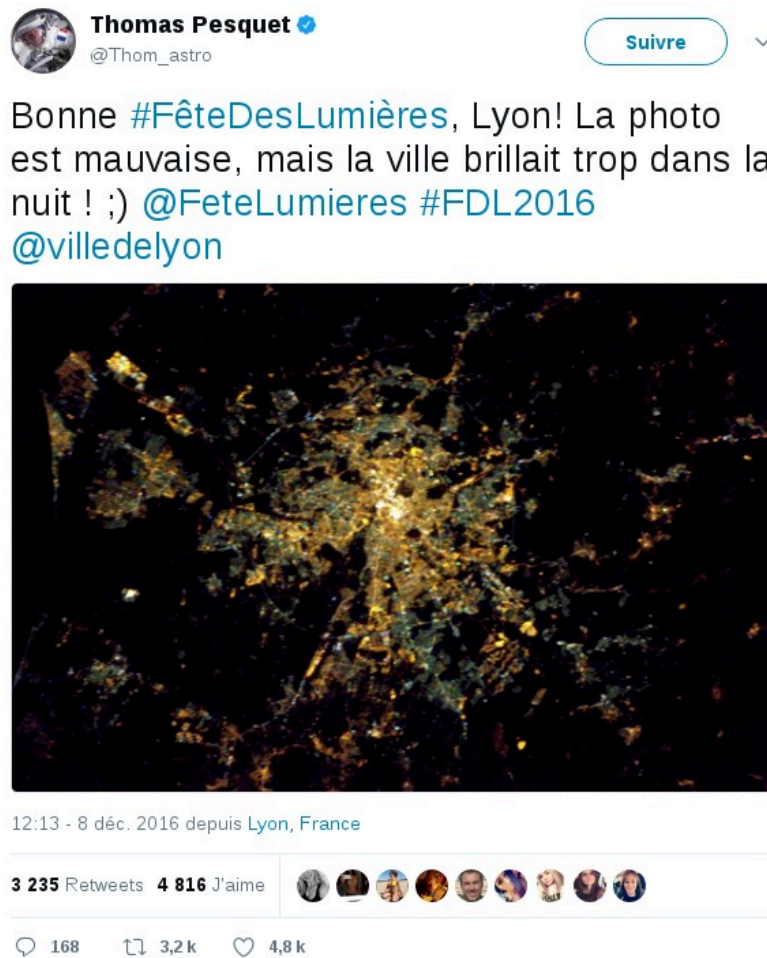 Thomas Pesquet
@Thom_astro
Suivre
Bonne #FêteDesLumières, Lyon! La photo
est mauvaise, mais la ville brillait trop dans la
nuit ! ;) @FeteLumieres #FDL2016
@villedelyon
12:13 - 8 déc. 2016 depuis Lyon, France
3 235 Retweets 4 816 J'aime
168 3,2 k 4,8 k